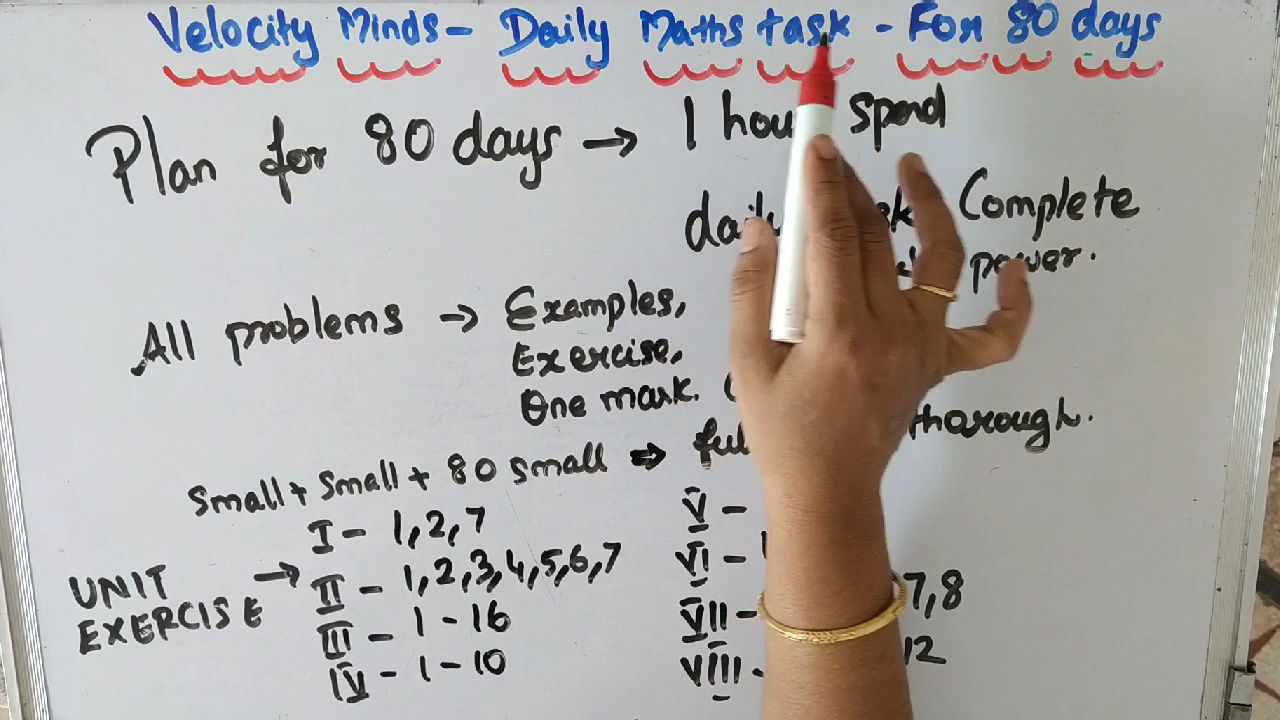 Velocity Minds - Daily Maths task - For 80 days
Plan for 80 days → 1 hour spend
Complete
power.
All problems → Examples,
Exercise,
One mark.
Small + Small + 80 small ⇒ thorough.
UNIT EXERCISE → I - 1, 2, 7
II - 1, 2, 3, 4, 5, 6, 7
III - 1 - 16
IV - 1 - 10
V -
VI -
VII - 7, 8
VIII - 12